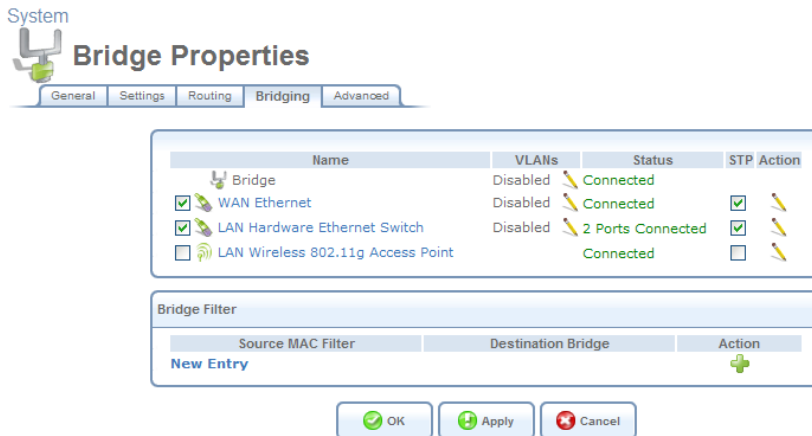 System
Bridge Properties
General Settings Routing Bridging Advanced
Name VLANs Status STP Action
Bridge Disabled Connected
WAN Ethernet Disabled Connected
LAN Hardware Ethernet Switch Disabled 2 Ports Connected
LAN Wireless 802.11g Access Point Connected
Bridge Filter
Source MAC Filter Destination Bridge Action
New Entry
OK Apply Cancel